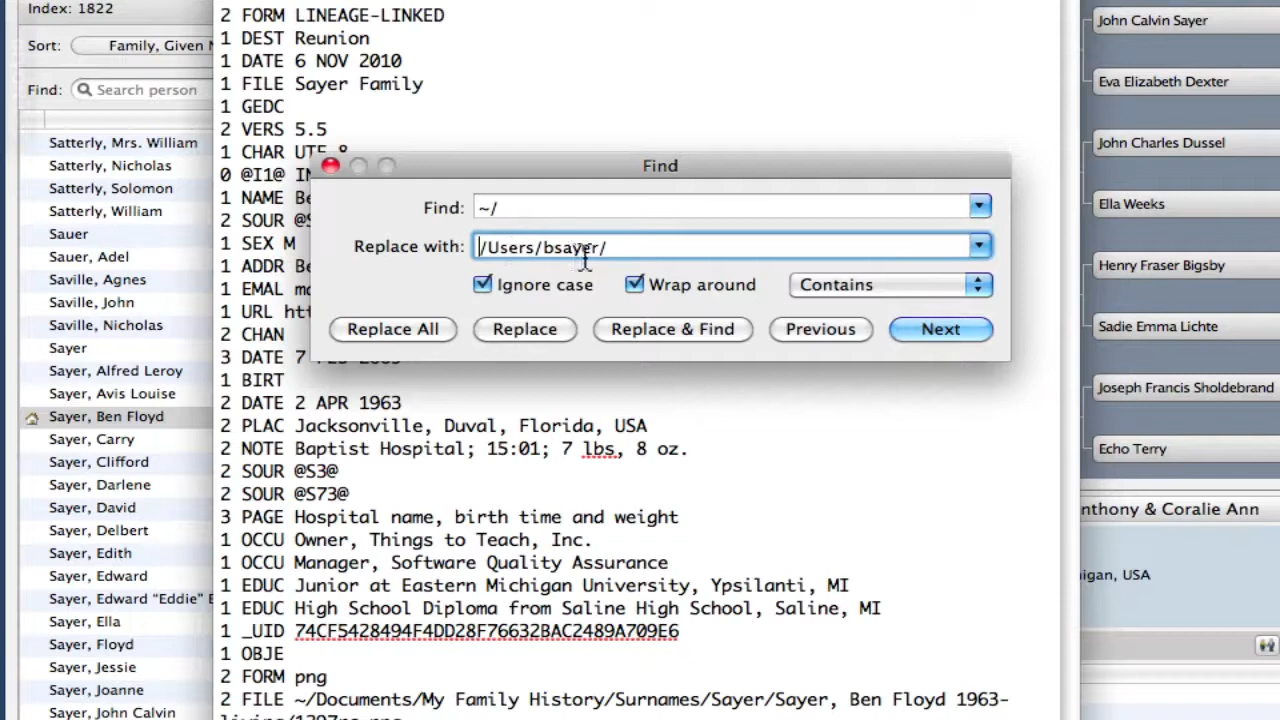 Index: 1822
Sort:
Family, Given
Find:
Search person
Satterly, Mrs. William
Satterly, Nicholas
Satterly, Solomon
Satterly, William
Sauer
Sauer, Adel
Saville, Agnes
Saville, John
Saville, Nicholas
Sayer
Sayer, Alfred Leroy
Sayer, Avis Louise
Sayer, Ben Floyd
Sayer, Carry
Sayer, Clifford
Sayer, Darlene
Sayer, David
Sayer, Delbert
Sayer, Edith
Sayer, Edward
Sayer, Edward "Eddie"
Sayer, Ella
Sayer, Floyd
Sayer, Jessie
Sayer, Joanne
Sayer, John Calvin
2 FORM LINEAGE-LINKED
1 DEST Reunion
1 DATE 6 NOV 2010
1 FILE Sayer Family
1 GEDC
2 VERS 5.5
1 CHAR UTF-8
0 @I1@
1 NAME
2 SOUR
1 SEX M
1 ADDR
1 EMAL
1 URL
2 CHAN
3 DATE 7
1 BIRT
2 DATE 2 APR 1963
2 PLAC Jacksonville, Duval, Florida, USA
2 NOTE Baptist Hospital; 15:01; 7 lbs, 8 oz.
2 SOUR @S3@
2 SOUR @S73@
3 PAGE Hospital name, birth time and weight
1 OCCU Owner, Things to Teach, Inc.
1 OCCU Manager, Software Quality Assurance
1 EDUC Junior at Eastern Michigan University, Ypsilanti, MI
1 EDUC High School Diploma from Saline High School, Saline, MI
1 _UID 74CF5428494F4DD28F76632BAC2489A709E6
1 OBJE
2 FORM png
2 FILE ~/Documents/My Family History/Surnames/Sayer/Sayer, Ben Floyd 1963-
Find
Find: ~/
Replace with: /Users/bsayer/
Ignore case
Wrap around
Contains
Replace All
Replace
Replace & Find
Previous
Next
John Calvin Sayer
Eva Elizabeth Dexter
John Charles Dussel
Ella Weeks
Henry Fraser Bigsby
Sadie Emma Lichte
Joseph Francis Sholdebrand
Echo Terry
nthony & Coralie Ann
igan, USA